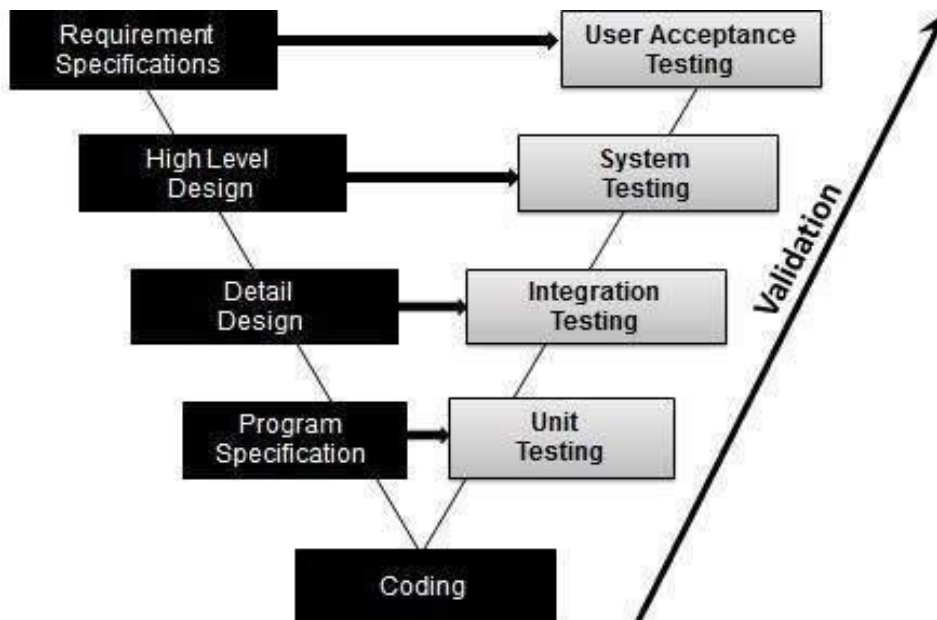 Requirement
Specifications
User Acceptance
Testing
High Level
Design
System
Testing
Detail
Design
Integration
Testing
Program
Specification
Unit
Testing
Coding
Validation